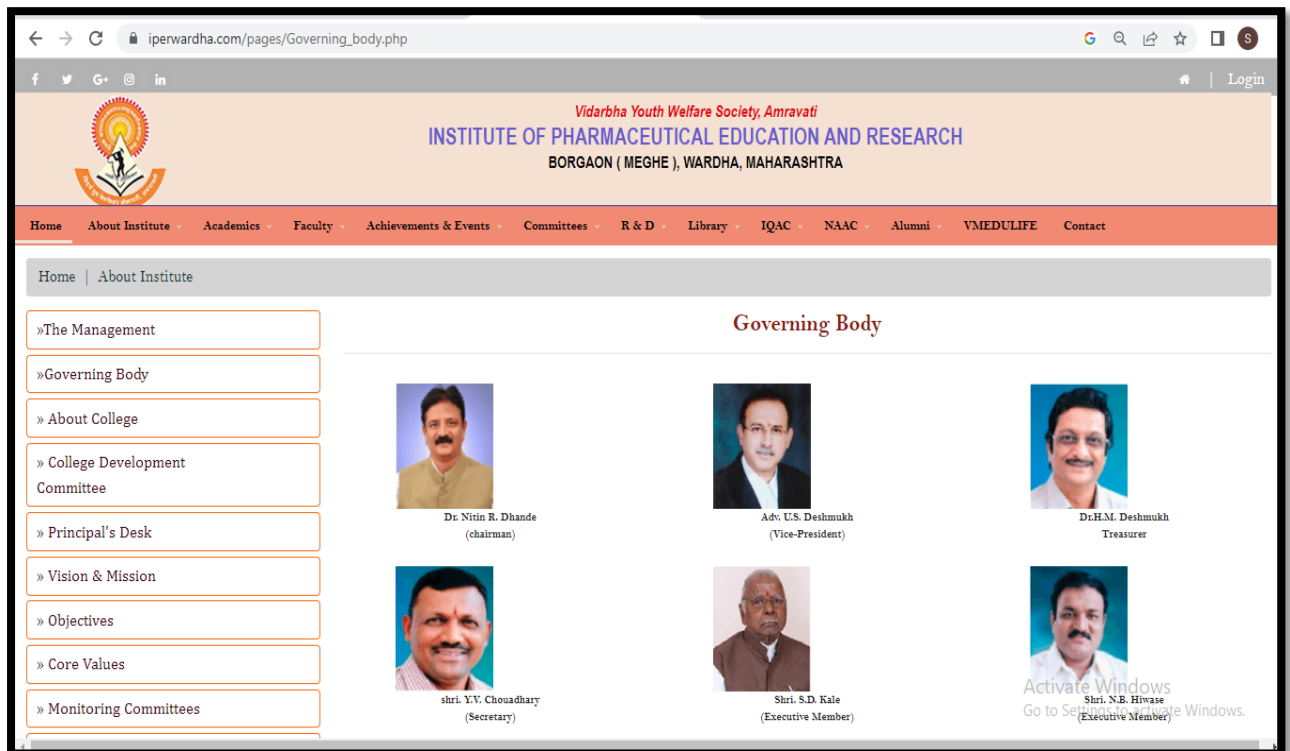 iperwardha.com/pages/Governing_body.php
G
S
f
G+
in
| Login
Vidarbha Youth Welfare Society, Amravati
INSTITUTE OF PHARMACEUTICAL EDUCATION AND RESEARCH
BORGAON ( MEGHE ), WARDHA, MAHARASHTRA
Home About Institute Academics Faculty Achievements & Events Committees R & D Library IQAC NAAC Alumni VMEDULIFE Contact
Home | About Institute
»The Management
»Governing Body
» About College
» College Development
Committee
» Principal's Desk
» Vision & Mission
» Objectives
» Core Values
» Monitoring Committees
Governing Body
Dr. Nitin R. Dhande
(chairman)
Adv. U.S. Deshmukh
(Vice-President)
Dr.H.M. Deshmukh
Treasurer
shri. Y.V. Chouadhary
(Secretary)
Shri. S.D. Kale
(Executive Member)
Shri. N.B. Hiwase
(Executive Member)
Activate Windows
Go to Settings to activate Windows.